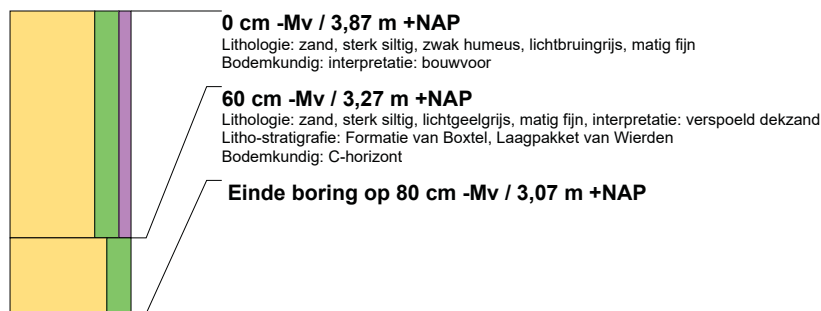 0 cm -Mv / 3,87 m +NAP
Lithologie: zand, sterk siltig, zwak humeus, lichtbruingrijs, matig fijn
Bodemkundig: interpretatie: bouwvoor
60 cm -Mv / 3,27 m +NAP
Lithologie: zand, sterk siltig, lichtgeelgrijs, matig fijn, interpretatie: verspoeld dekzand
Litho-stratigrafie: Formatie van Boxtel, Laagpakket van Wierden
Bodemkundig: C-horizont
Einde boring op 80 cm -Mv / 3,07 m +NAP